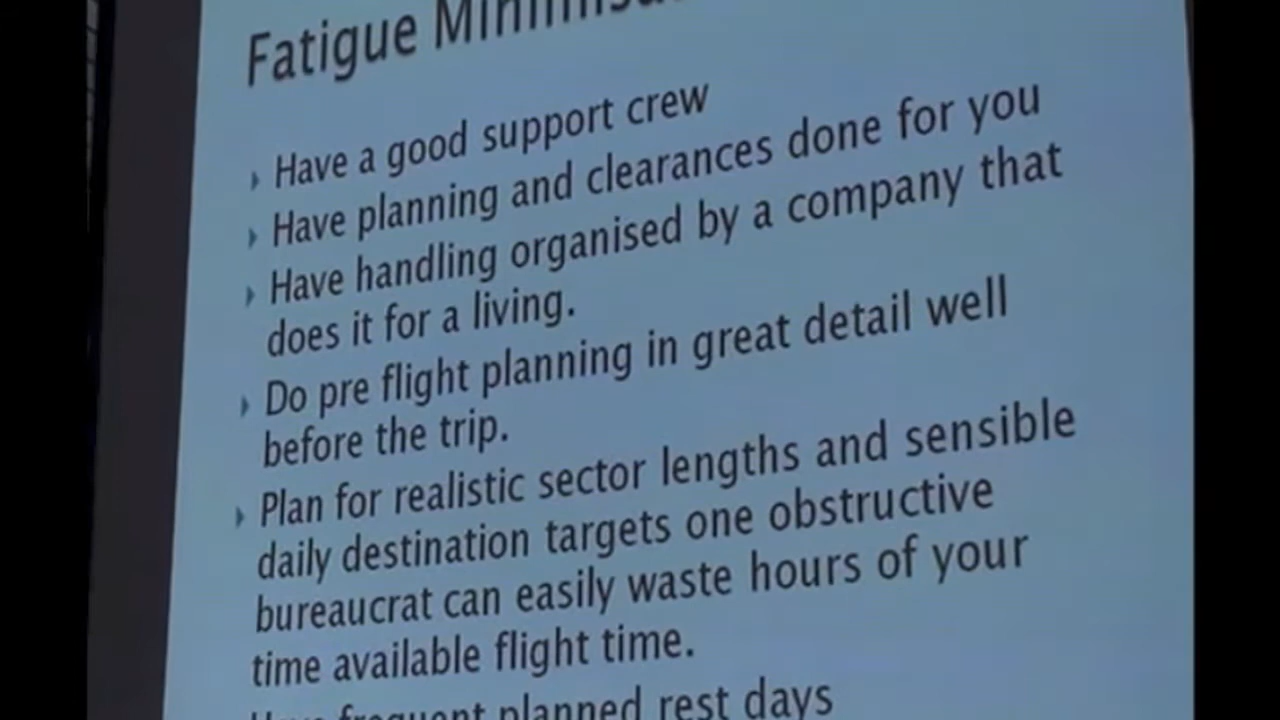 Fatigue
Have a good support crew
Have planning and clearances done for you
Have handling organised by a company that
does it for a living.
Do pre flight planning in great detail well
before the trip.
Plan for realistic sector lengths and sensible
daily destination targets one obstructive
bureaucrat can easily waste hours of your
time available flight time.
Have frequent planned rest days